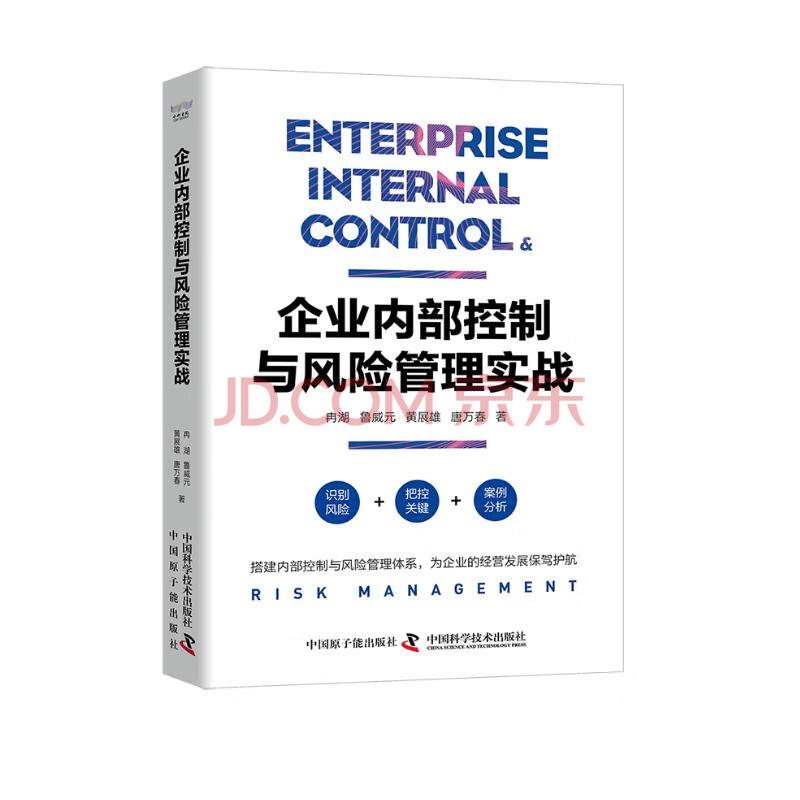 ENTERPRISE
INTERNAL
CONTROL &
企业内部控制
与风险管理实战
JD.COM 京东
冉湖 鲁威元 黄展雄 唐万春 著
识别
风险
+
把控
关键
+
案例
分析
搭建内部控制与风险管理体系，为企业的经营发展保驾护航
RISK MANAGEMENT
中国原子能出版社
中国科学技术出版社
CHINA SCIENCE AND TECHNOLOGY PRESS
企业内部控制与风险管理实战
冉湖 鲁威元
黄展雄 唐万春 著
中国科学技术出版社
中国原子能出版社